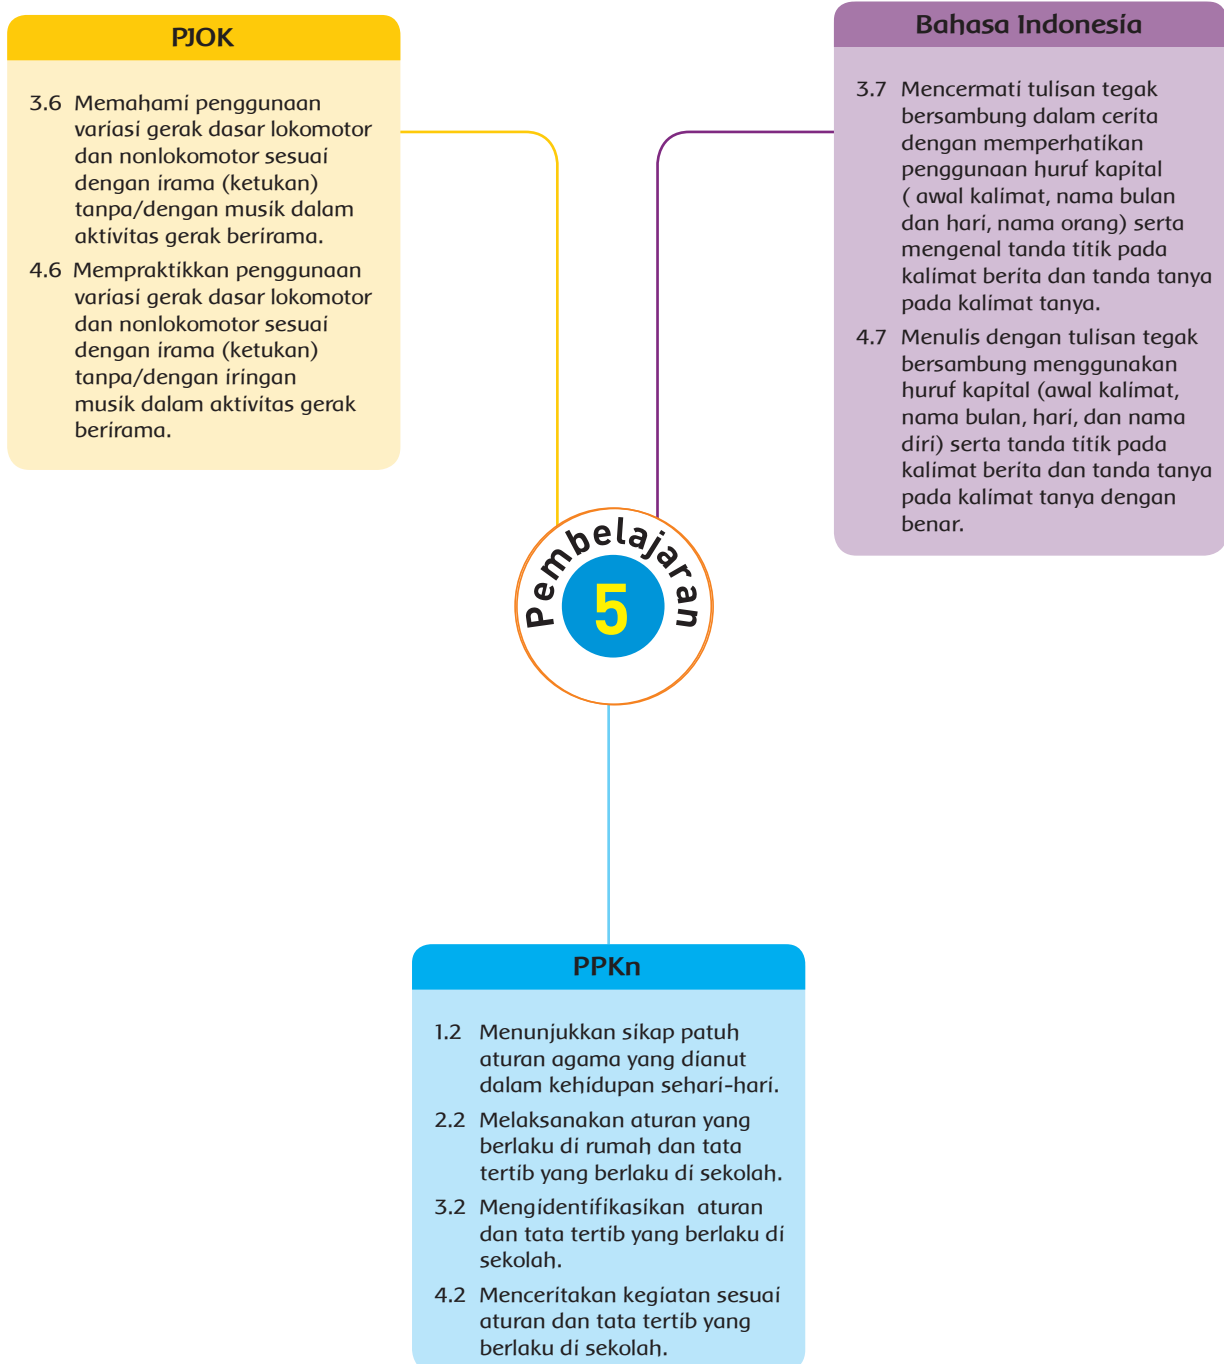 PJOK
3.6 Memahami penggunaan
variasi gerak dasar lokomotor
dan nonlokomotor sesuai
dengan irama (ketukan)
tanpa/dengan musik dalam
aktivitas gerak berirama.
4.6 Mempraktikkan penggunaan
variasi gerak dasar lokomotor
dan nonlokomotor sesuai
dengan irama (ketukan)
tanpa/dengan iringan
musik dalam aktivitas gerak
berirama.
Bahasa Indonesia
3.7 Mencermati tulisan tegak
bersambung dalam cerita
dengan memperhatikan
penggunaan huruf kapital
( awal kalimat, nama bulan
dan hari, nama orang) serta
mengenal tanda titik pada
kalimat berita dan tanda tanya
pada kalimat tanya.
4.7 Menulis dengan tulisan tegak
bersambung menggunakan
huruf kapital (awal kalimat,
nama bulan, hari, dan nama
diri) serta tanda titik pada
kalimat berita dan tanda tanya
pada kalimat tanya dengan
benar.
Pembelajaran
5
PPKn
1.2 Menunjukkan sikap patuh
aturan agama yang dianut
dalam kehidupan sehari-hari.
2.2 Melaksanakan aturan yang
berlaku di rumah dan tata
tertib yang berlaku di sekolah.
3.2 Mengidentifikasikan aturan
dan tata tertib yang berlaku di
sekolah.
4.2 Menceritakan kegiatan sesuai
aturan dan tata tertib yang
berlaku di sekolah.